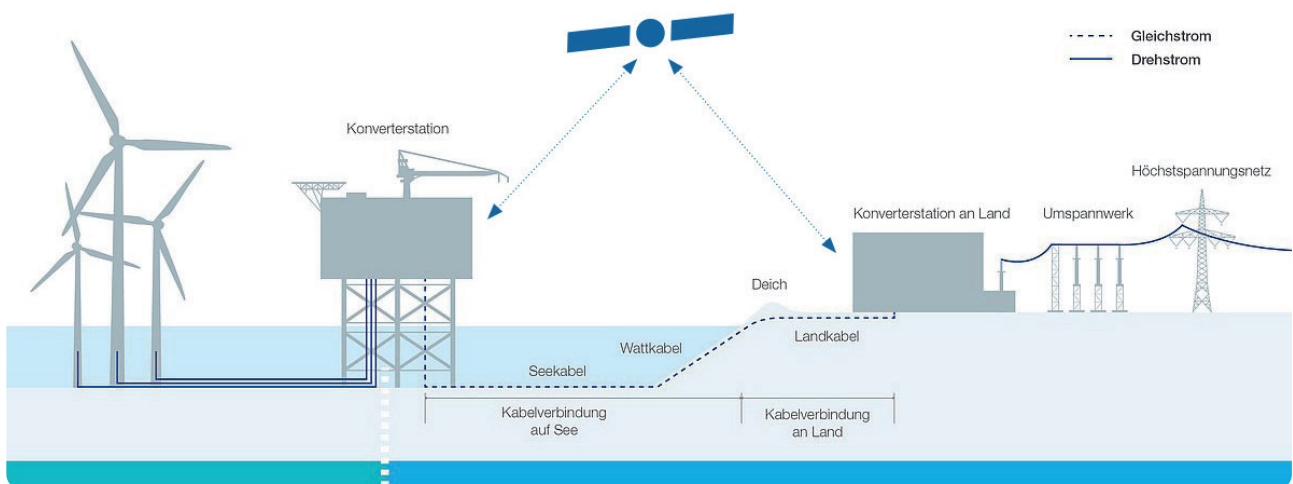 Gleichstrom
Drehstrom
Konverterstation
Höchstspannungsnetz
Konverterstation an Land
Umspannwerk
Deich
Wattkabel
Landkabel
Seekabel
Kabelverbindung
auf See
Kabelverbindung
an Land